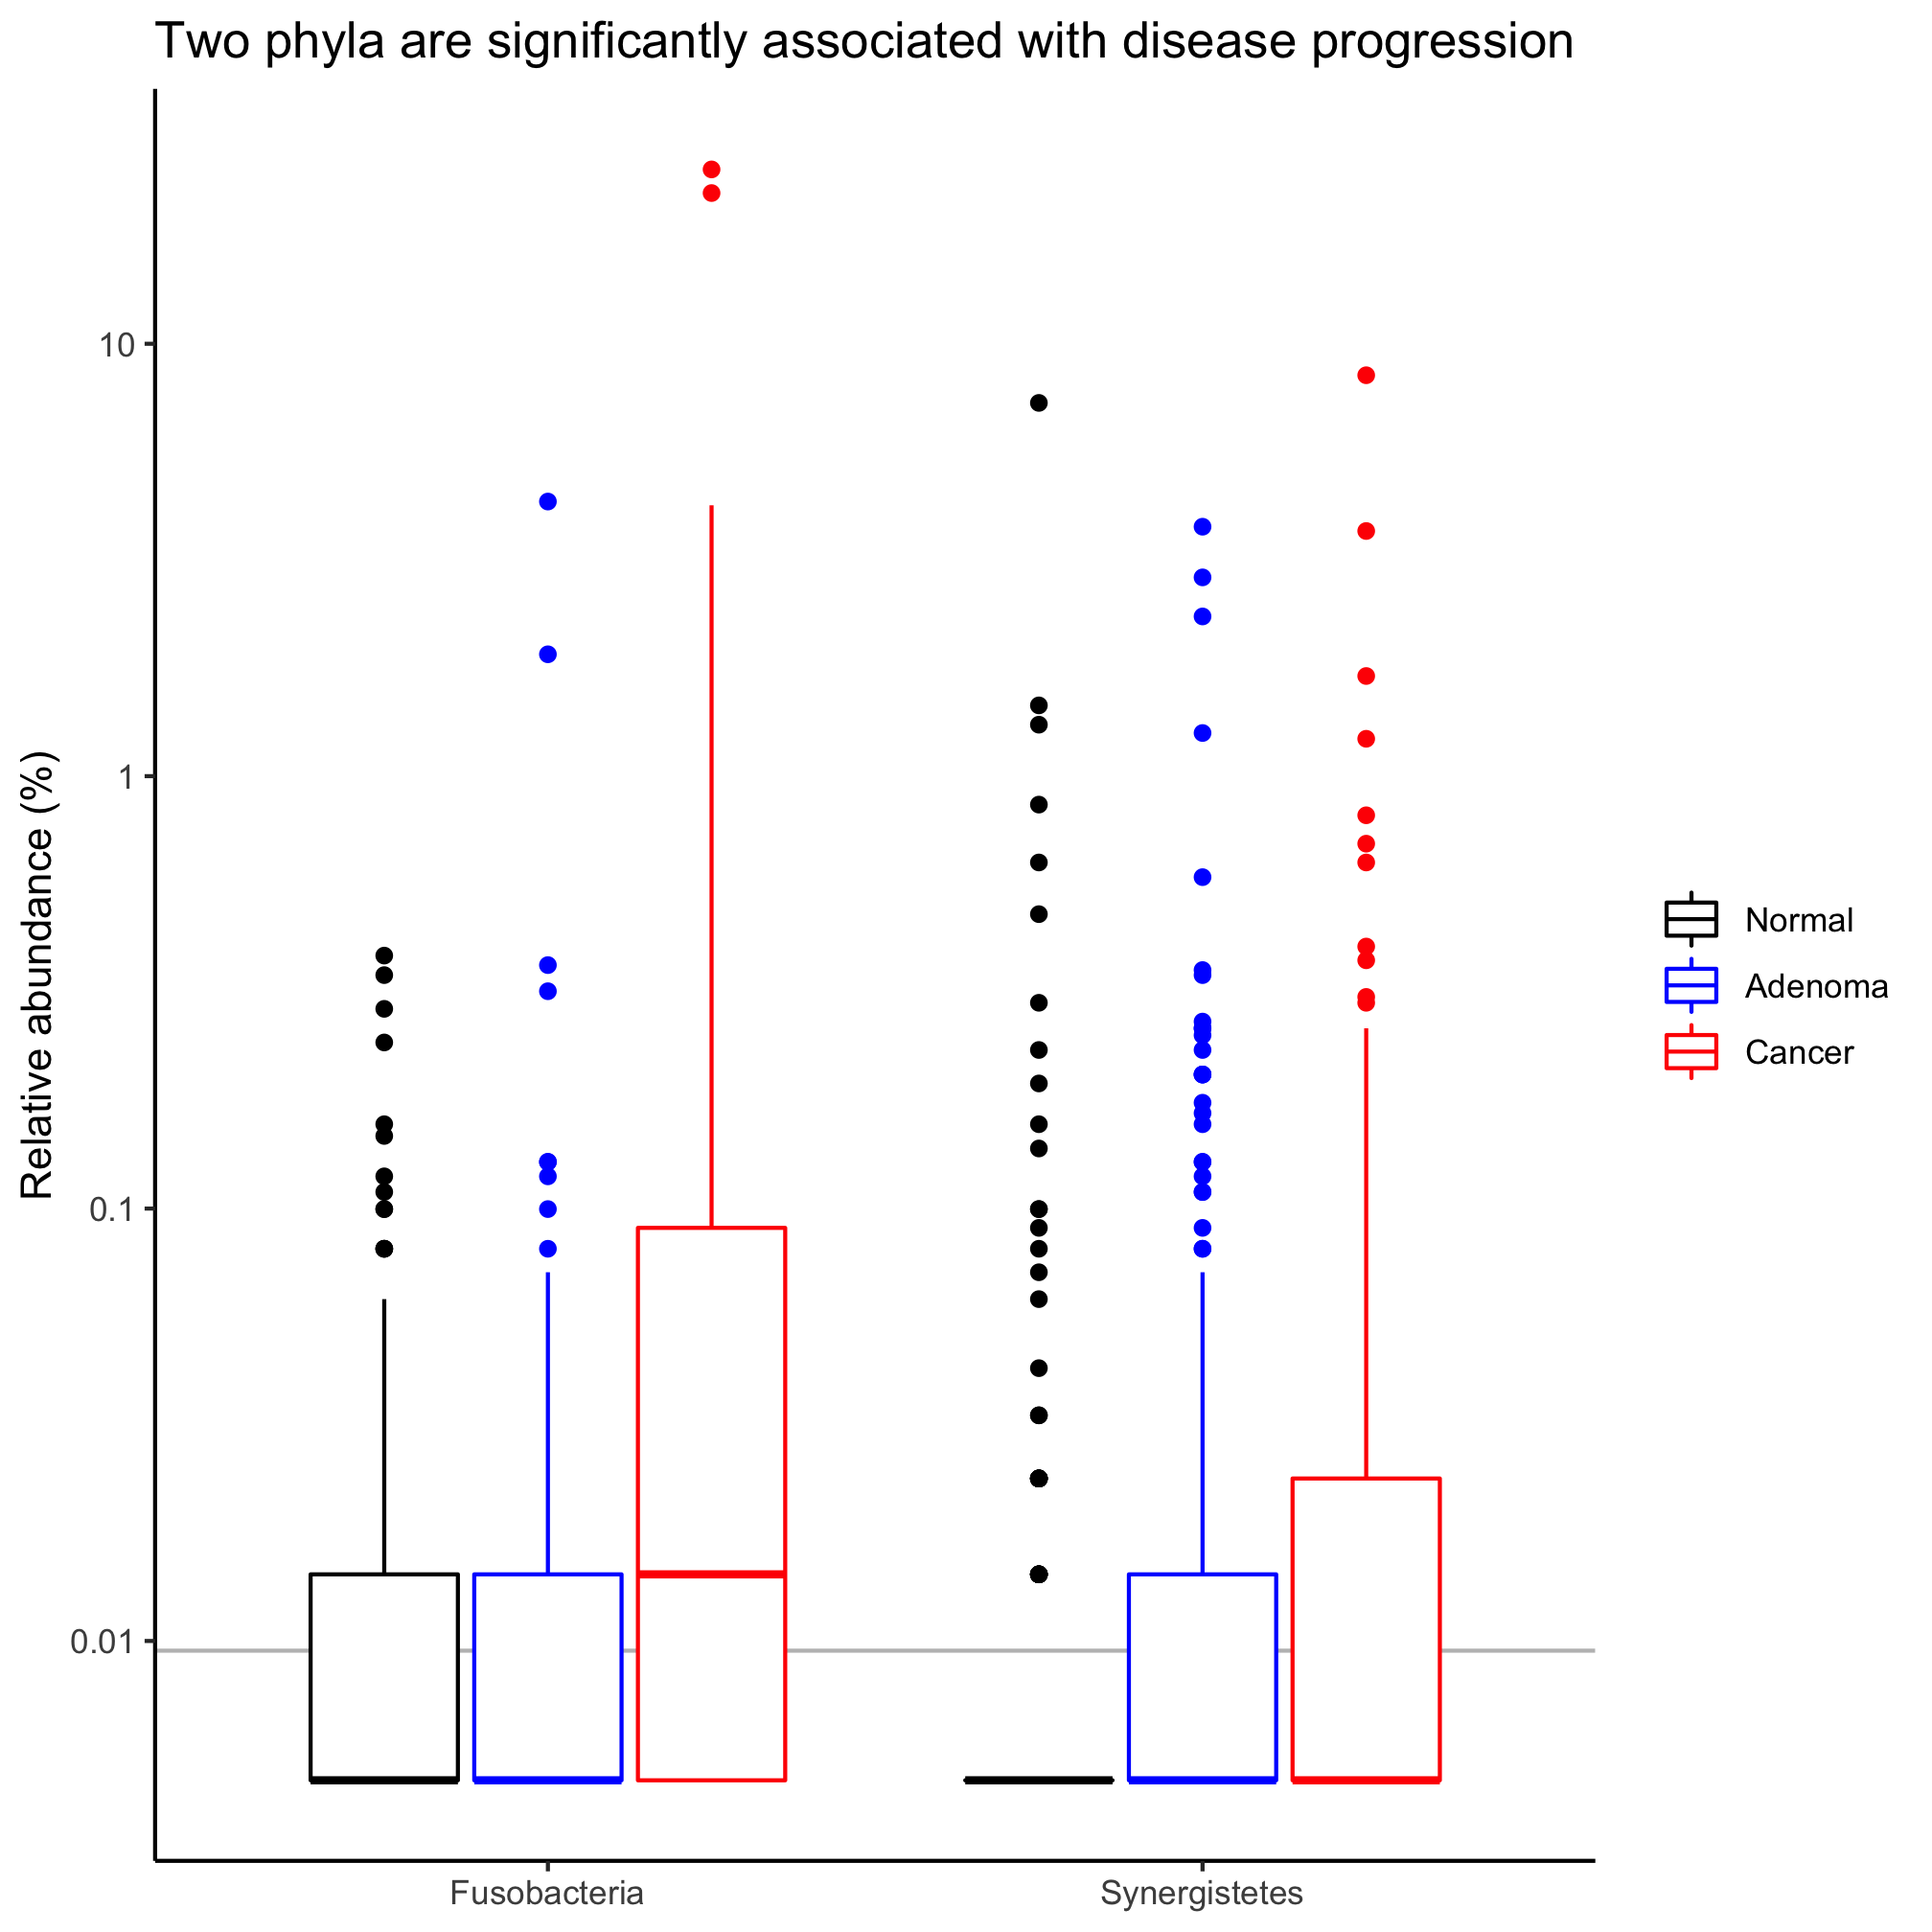 Two phyla are significantly associated with disease progression
Relative abundance (%)
10
1
0.1
0.01
Fusobacteria
Synergistetes
Normal
Adenoma
Cancer